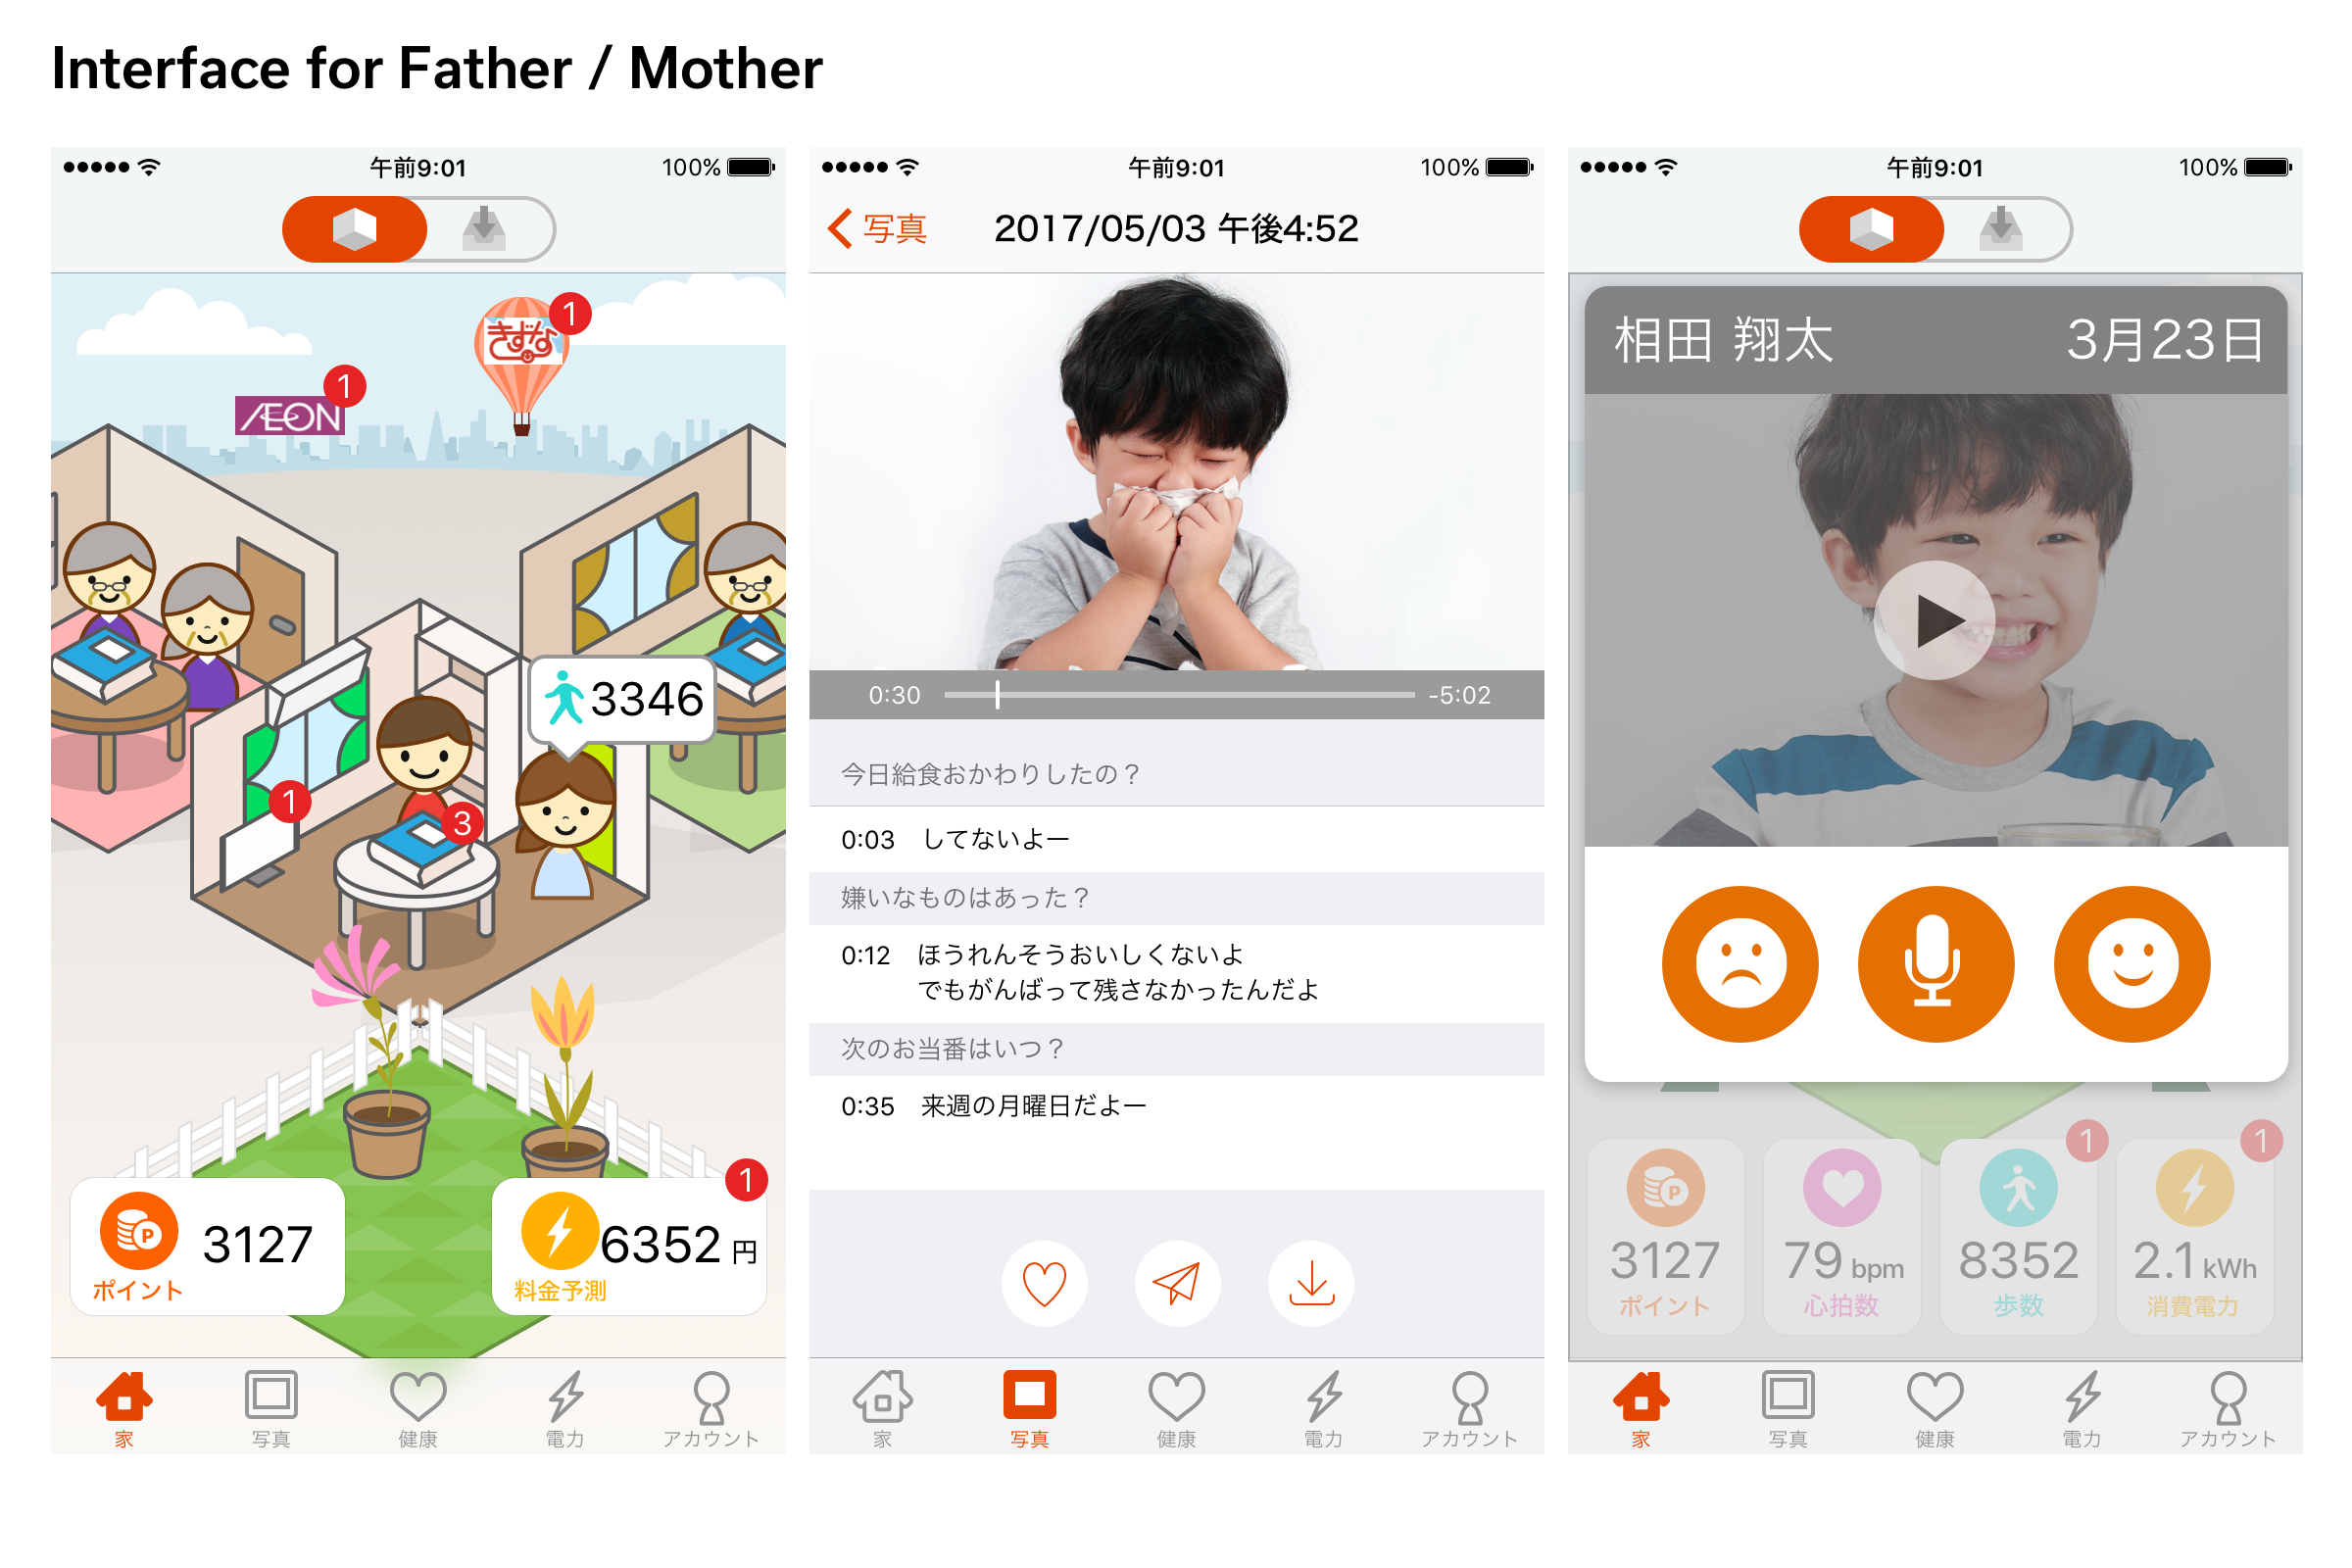 Interface for Father / Mother
午前9:01
100%
1
きずな
1
ÆON
3346
1
3
3127
ポイント
1
6352 円
料金予測
家
写真
健康
電力
アカウント
午前9:01
100%
写真
2017/05/03 午後4:52
0:30
-5:02
今日給食おかわりしたの？
0:03 してないよー
嫌いなものはあった？
0:12 ほうれんそうおいしくないよ
でもがんばって残さなかったんだよ
次のお当番はいつ？
0:35 来週の月曜日だよー
家
写真
健康
電力
アカウント
午前9:01
100%
相田 翔太
3月23日
P
3127
ポイント
79 bpm
心拍数
1
8352
歩数
1
2.1 kWh
消費電力
家
写真
健康
電力
アカウント